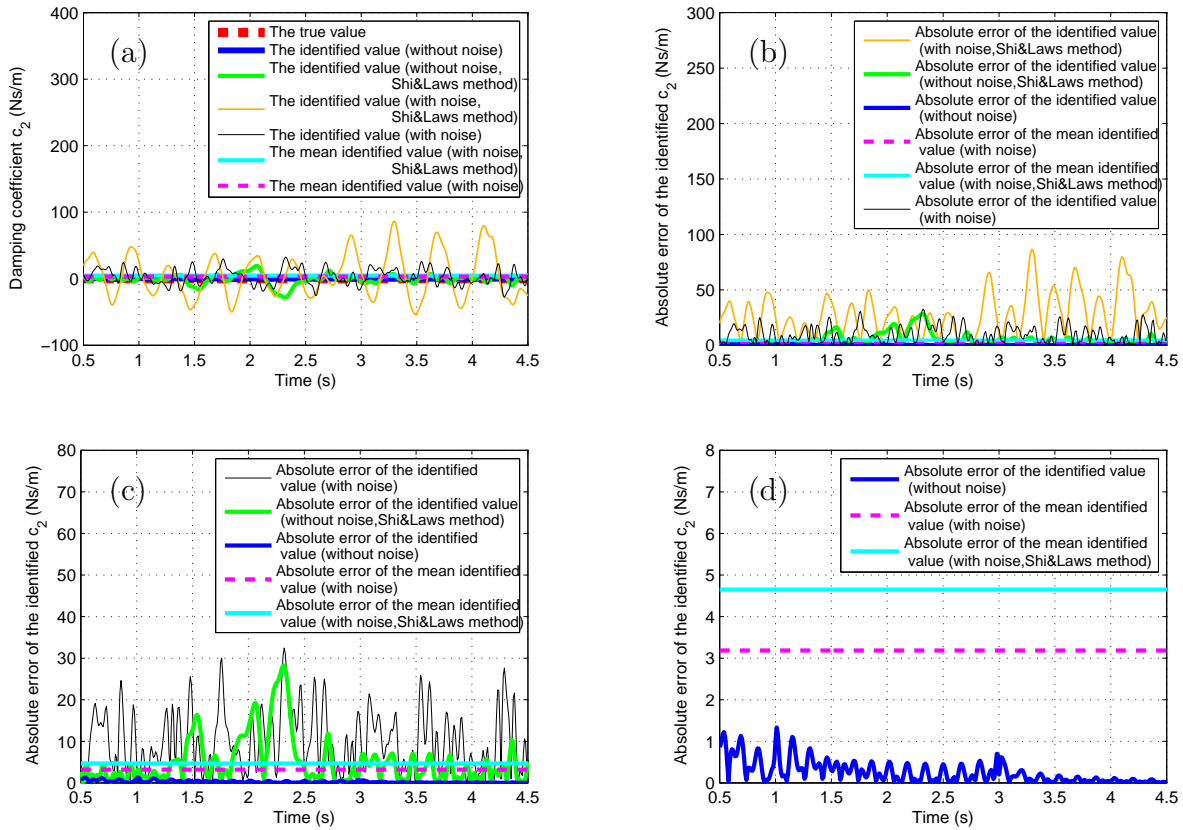 (a)
Damping coefficient c₂ (Ns/m)
400
300
200
100
0
−50
−100
The true value
The identified value (without noise)
The identified value (without noise,
Shi&Laws method)
The identified value (with noise,
Shi&Laws method)
The identified value (with noise)
The mean identified value (with noise,
Shi&Laws method)
The mean identified value (with noise)
0.5 1 1.5 2 2.5 3 3.5 4 4.5
Time (s)
(b)
Absolute error of the identified c₂ (Ns/m)
300
250
200
150
100
50
0
Absolute error of the identified value
(with noise,Shi&Laws method)
Absolute error of the identified value
(without noise,Shi&Laws method)
Absolute error of the identified value
(without noise)
Absolute error of the mean identified
value (with noise)
Absolute error of the mean identified
value (with noise,Shi&Laws method)
Absolute error of the identified value
(with noise)
0.5 1 1.5 2 2.5 3 3.5 4 4.5
Time (s)
(c)
Absolute error of the identified c₂ (Ns/m)
80
70
60
50
40
30
20
10
0
Absolute error of the identified
value (with noise)
Absolute error of the identified value
(without noise,Shi&Laws method)
Absolute error of the identified
value (without noise)
Absolute error of the mean identified
value (with noise)
Absolute error of the mean identified
value (with noise,Shi&Laws method)
0.5 1 1.5 2 2.5 3 3.5 4 4.5
Time (s)
(d)
Absolute error of the identified c₂ (Ns/m)
8
7
6
5
4
3
2
1
0
Absolute error of the identified value
(without noise)
Absolute error of the mean identified
value (with noise)
Absolute error of the mean identified
value (with noise,Shi&Laws method)
0.5 1 1.5 2 2.5 3 3.5 4 4.5
Time (s)